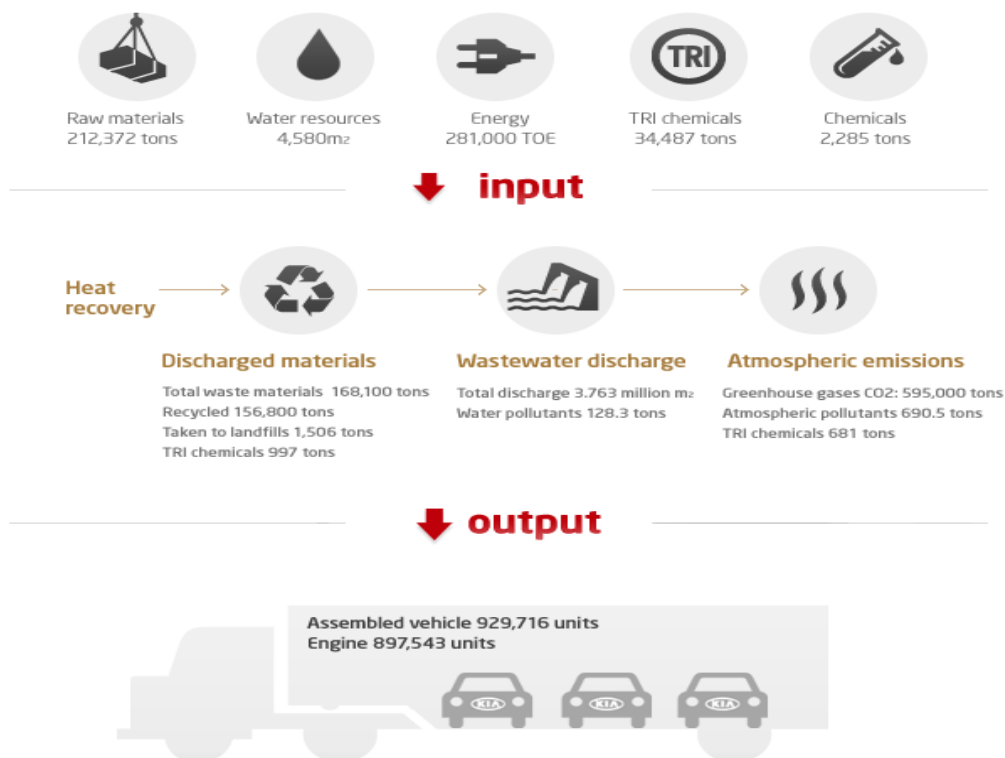 TRI
Raw materials
212,372 tons
Water resources
4,580m2
Energy
281,000 TOE
TRI chemicals
34,487 tons
Chemicals
2,285 tons
input
Heat
recovery
Discharged materials
Total waste materials 168,100 tons
Recycled 156,800 tons
Taken to landfills 1,506 tons
TRI chemicals 997 tons
Wastewater discharge
Total discharge 3.763 million m2
Water pollutants 128.3 tons
Atmospheric emissions
Greenhouse gases CO2: 595,000 tons
Atmospheric pollutants 690.5 tons
TRI chemicals 681 tons
output
Assembled vehicle 929,716 units
Engine 897,543 units
KIA
KIA
KIA